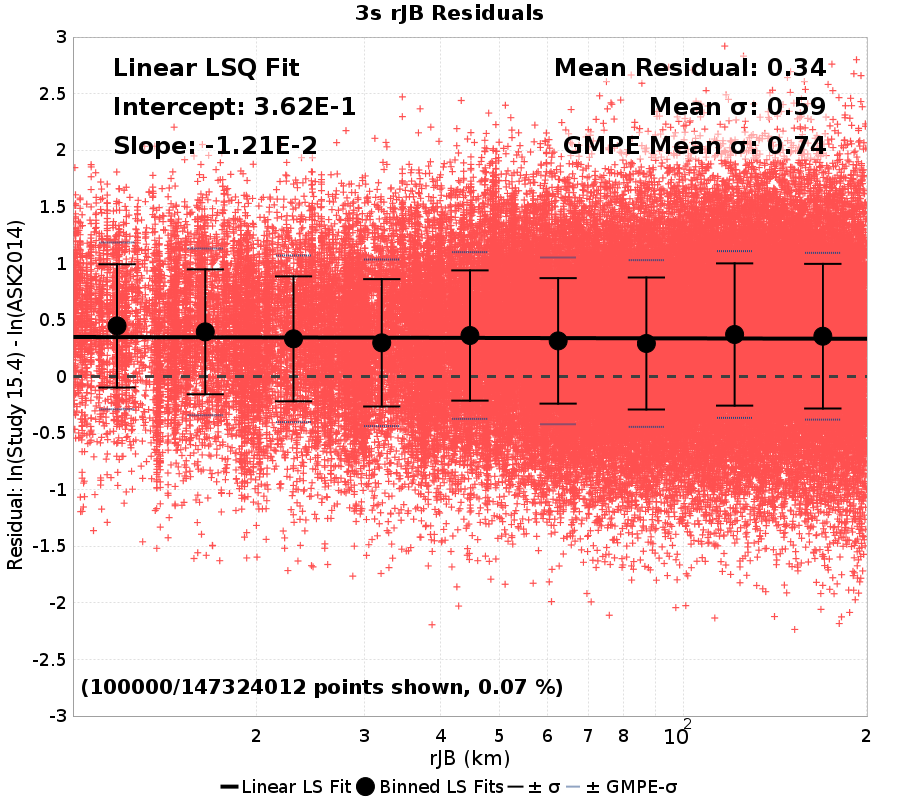 3s rJB Residuals
Linear LSQ Fit
Intercept: 3.62E-1
Slope: -1.21E-2
Mean Residual: 0.34
Mean σ: 0.59
GMPE Mean σ: 0.74
Residual: ln(Study 15.4) - ln(ASK2014)
3
2.5
2
1.5
1
0.5
0
-0.5
-1
-1.5
-2
-2.5
-3
(100000/147324012 points shown, 0.07 %)
2 3 4 5 6 7 8 10² 2
rJB (km)
Linear LS Fit Binned LS Fits ± σ ± GMPE-σ